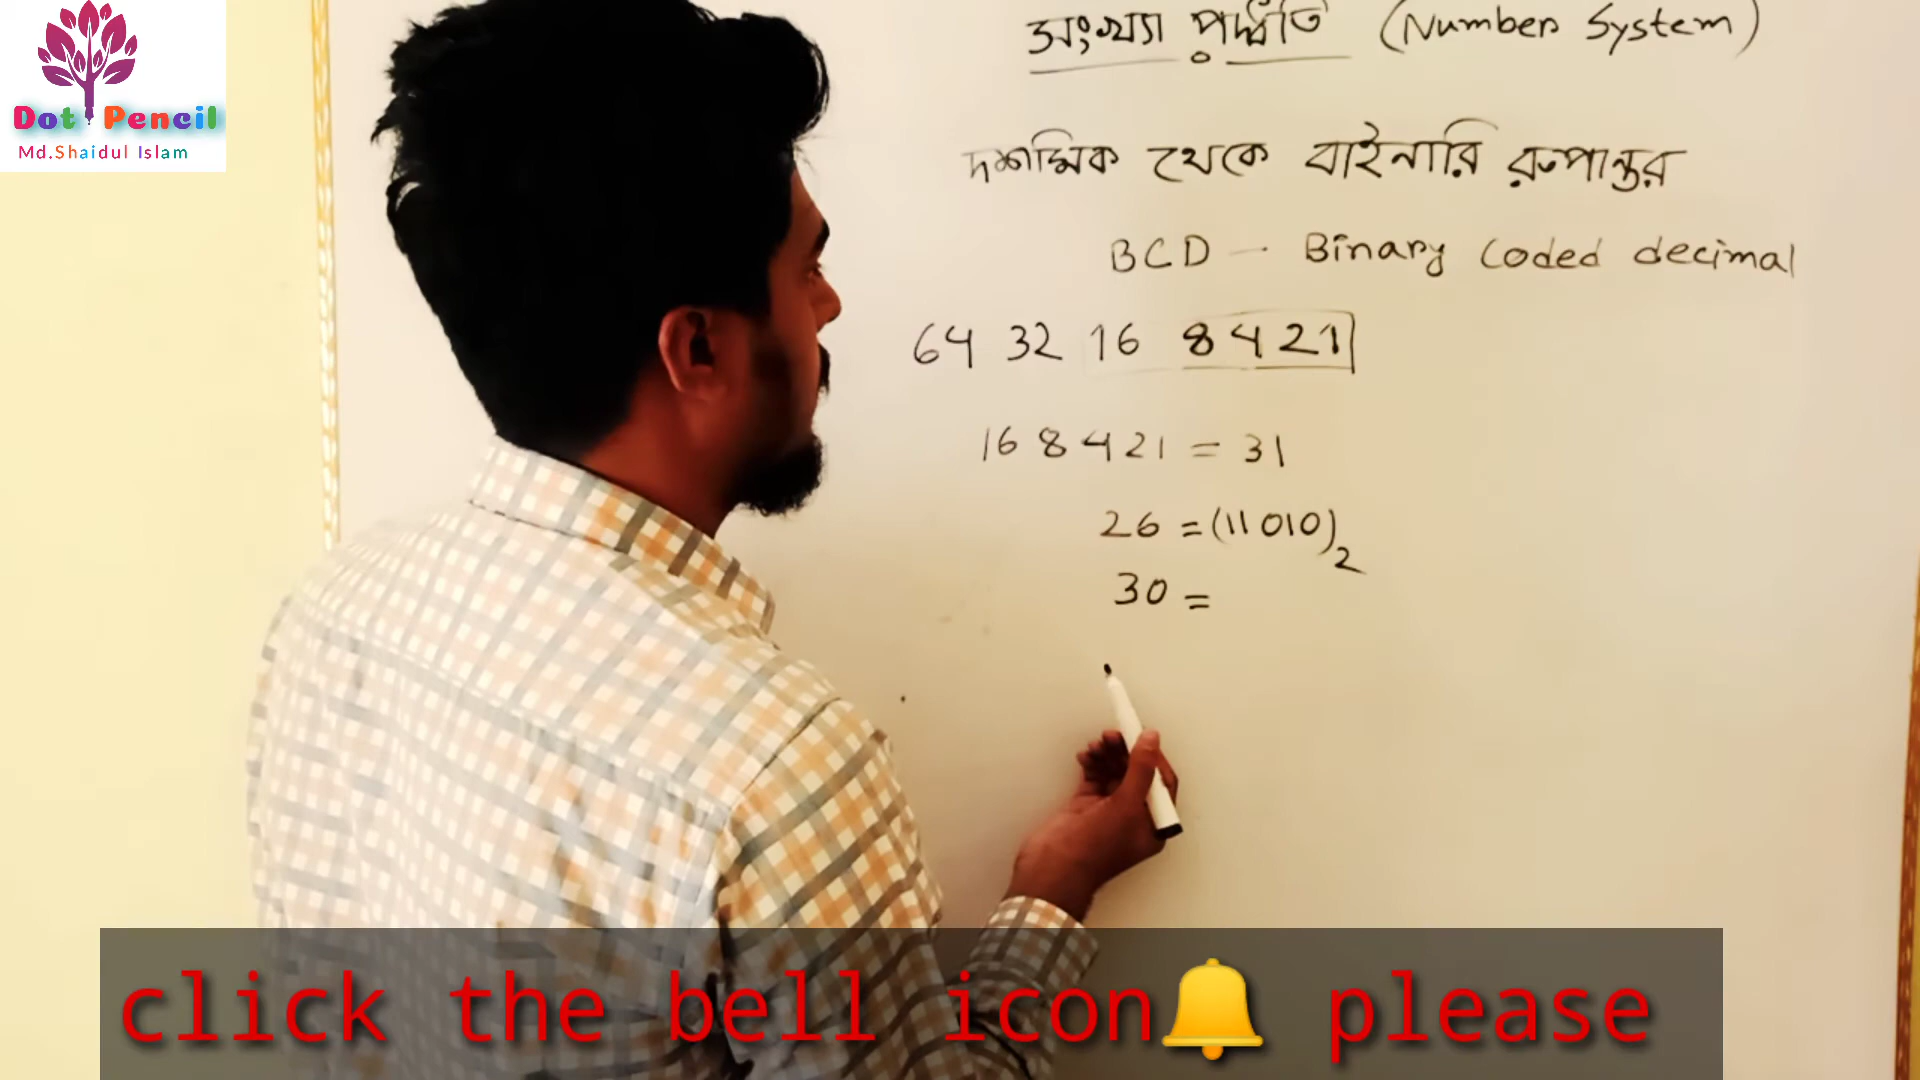 Dot Pencil
Md.Shaidul Islam
সংখ্যা পদ্ধতি (Number System)
দশমিক থেকে বাইনারি রুপান্তর
BCD - Binary Coded decimal
64 32 16 8 4 2 1
16 8 4 2 1 = 31
26 = (11010)2
30 =
click the bell icon🔔 please